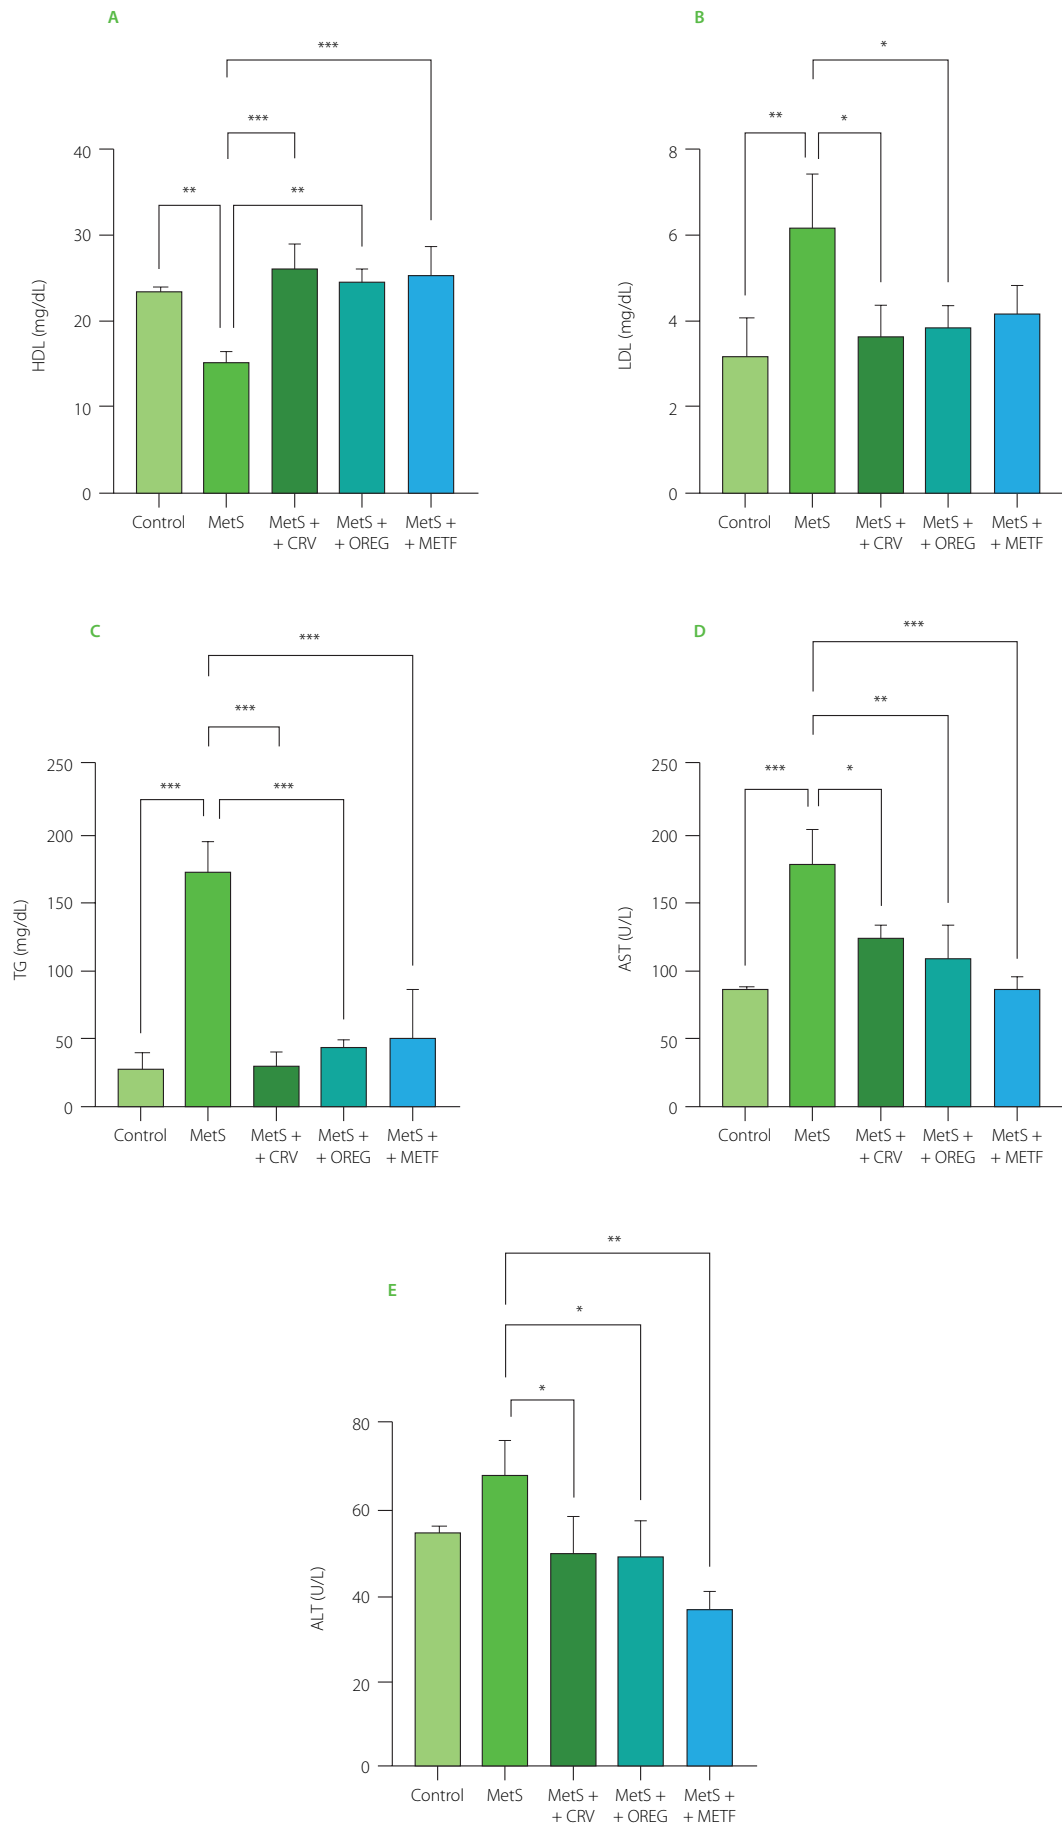 A
***
***
**
**
40
30
20
10
0
HDL (mg/dL)
Control
MetS
MetS +
+ CRV
MetS +
+ OREG
MetS +
+ METF
B
*
**
*
8
6
4
2
0
LDL (mg/dL)
Control
MetS
MetS +
+ CRV
MetS +
+ OREG
MetS +
+ METF
C
***
***
***
***
250
200
150
100
50
0
TG (mg/dL)
Control
MetS
MetS +
+ CRV
MetS +
+ OREG
MetS +
+ METF
D
***
**
***
*
250
200
150
100
50
0
AST (U/L)
Control
MetS
MetS +
+ CRV
MetS +
+ OREG
MetS +
+ METF
E
**
*
*
80
60
40
20
0
ALT (U/L)
Control
MetS
MetS +
+ CRV
MetS +
+ OREG
MetS +
+ METF